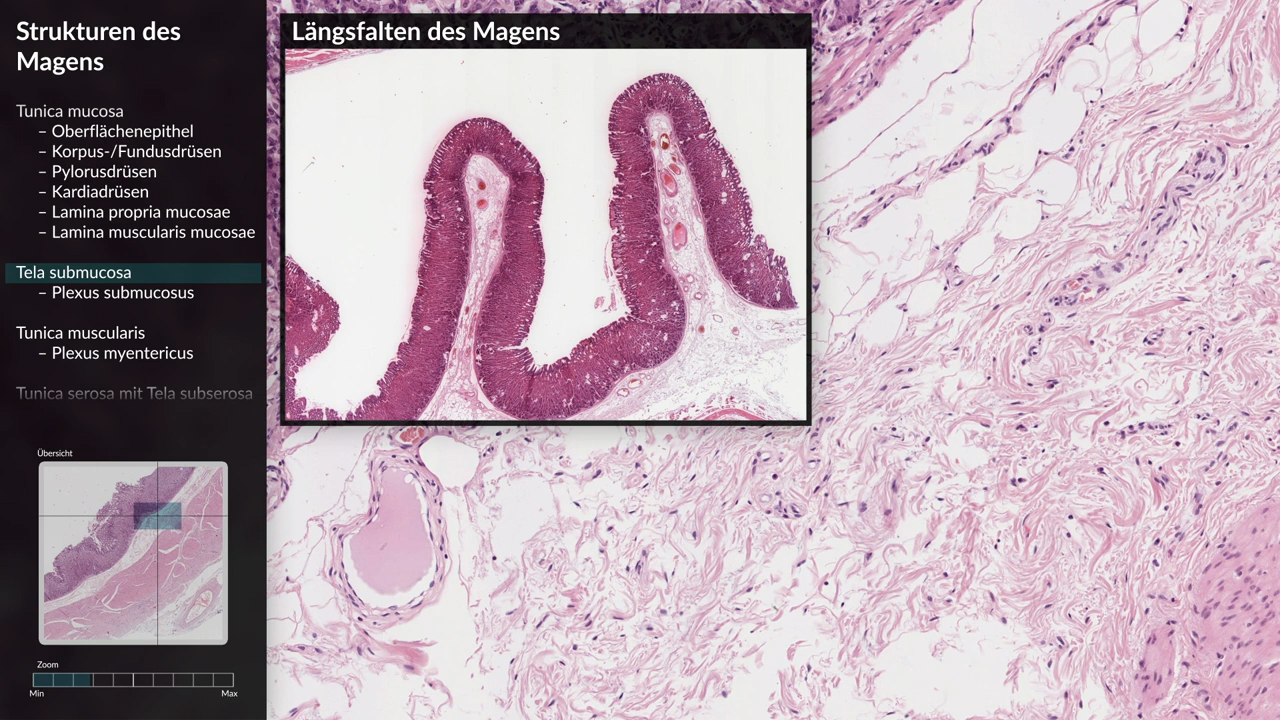 Strukturen des
Magens
Tunica mucosa
– Oberflächenepithel
– Korpus-/Fundusdrüsen
– Pylorusdrüsen
– Kardiadrüsen
– Lamina propria mucosae
– Lamina muscularis mucosae
Tela submucosa
– Plexus submucosus
Tunica muscularis
– Plexus myentericus
Tunica serosa mit Tela subserosa
Übersicht
Zoom
Min Max
Längsfalten des Magens